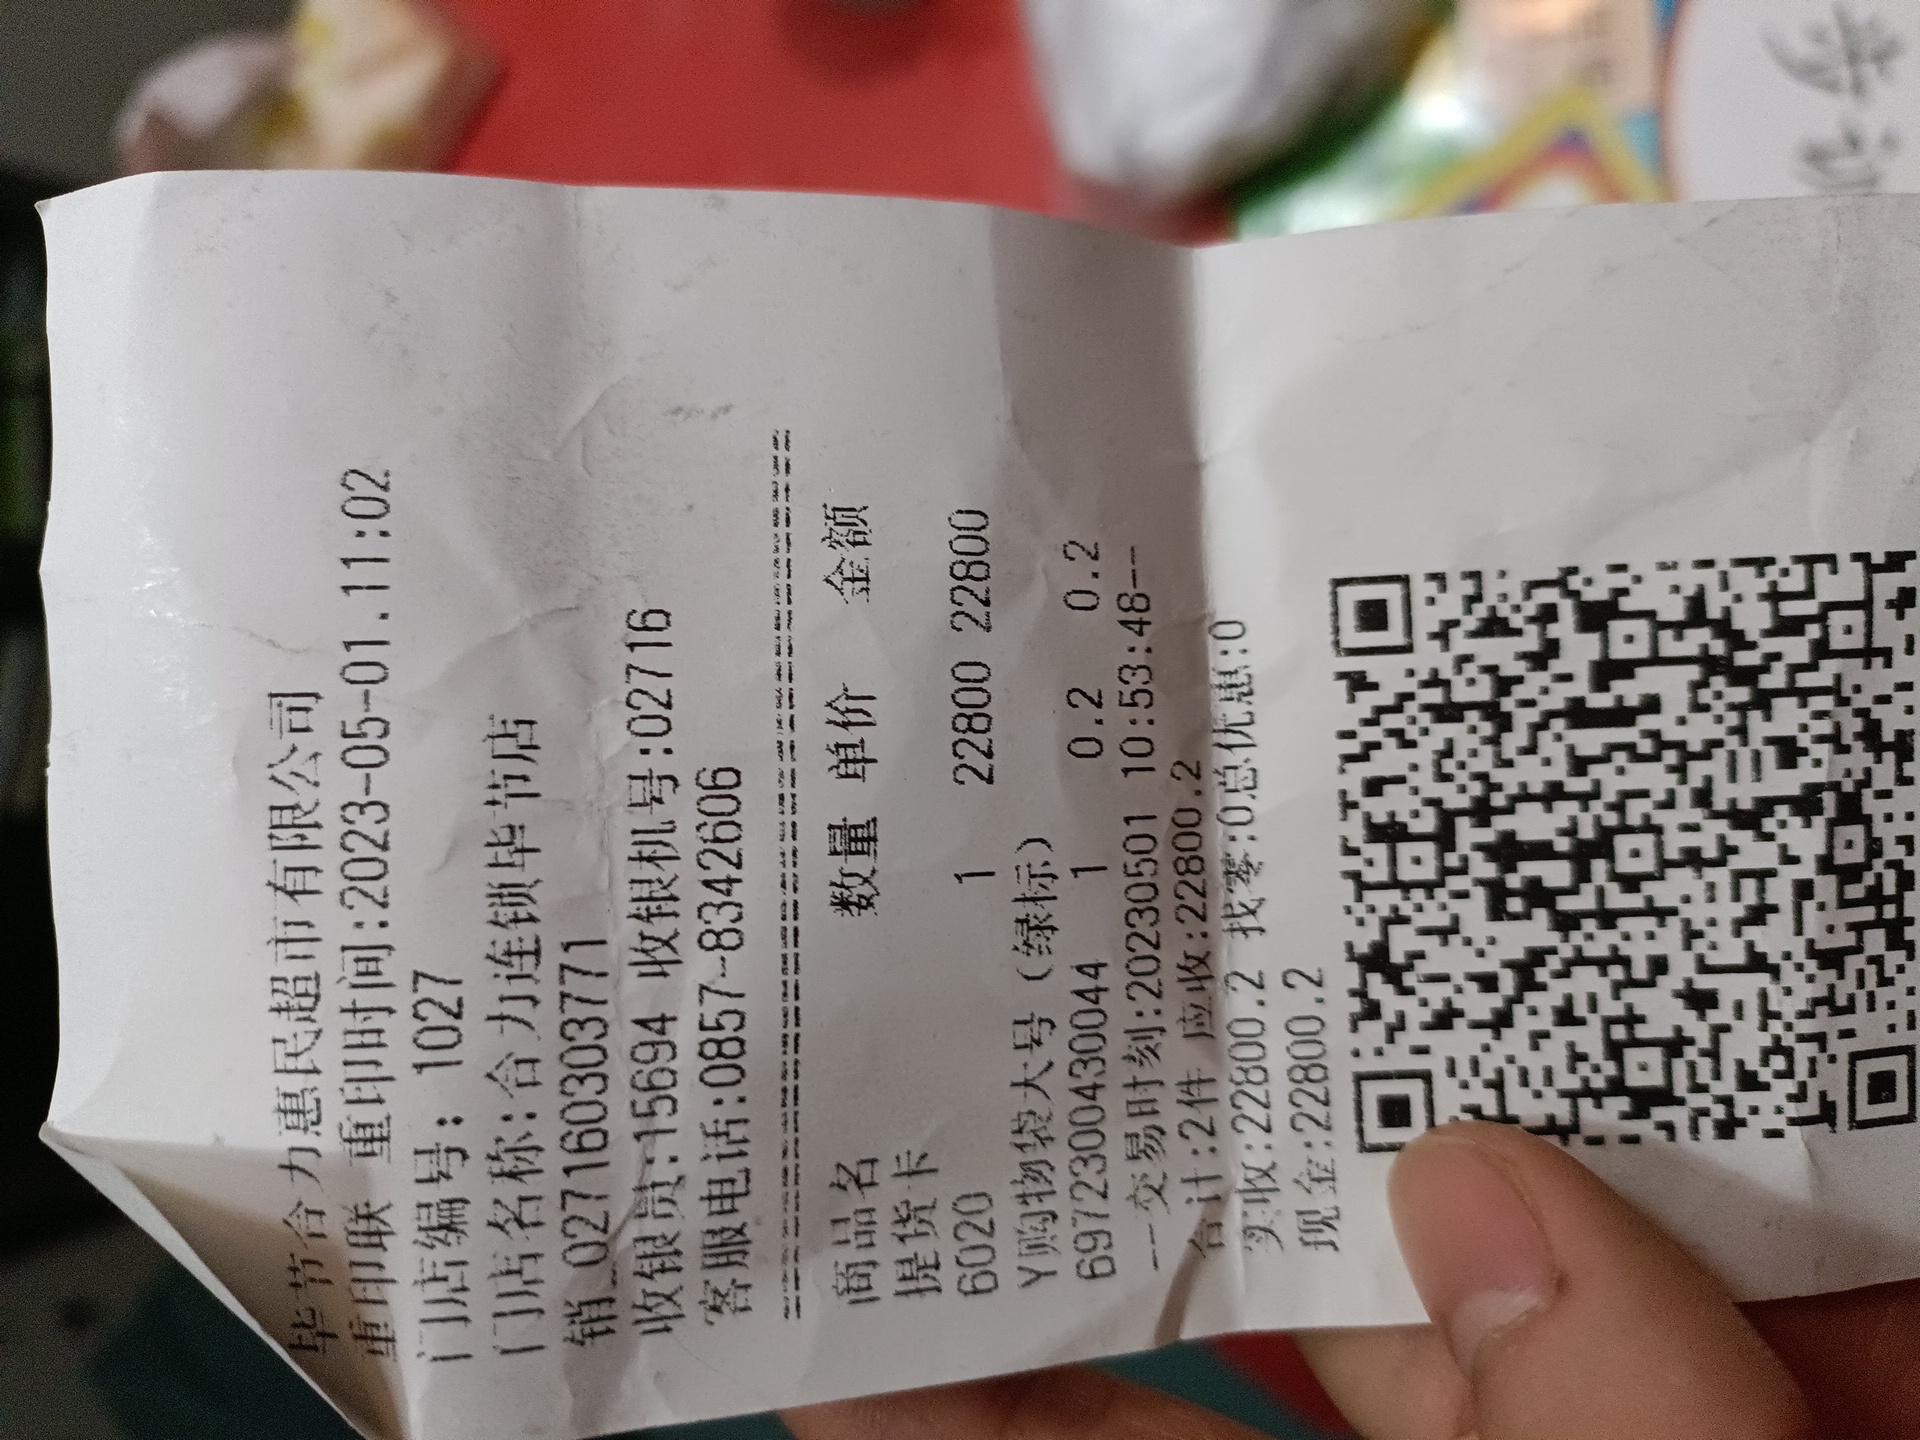 毕节合力惠民超市有限公司
重印联 重印时间:2023-05-01.11:02
门店编号: 1027
门店名称:合力连锁毕节店
销 027160303771
收银员:15694 收银机号:02716
客服电话:0857-8342606
商品名 数量 单价 金额
提货卡
6020 1 22800 22800
Y购物袋大号（绿标）
6972300430044 1 0.2 0.2
---交易时刻:20230501 10:53:48--
合计:2件 应收:22800.2
实收:22800.2 找零:0总优惠:0
现金:22800.2